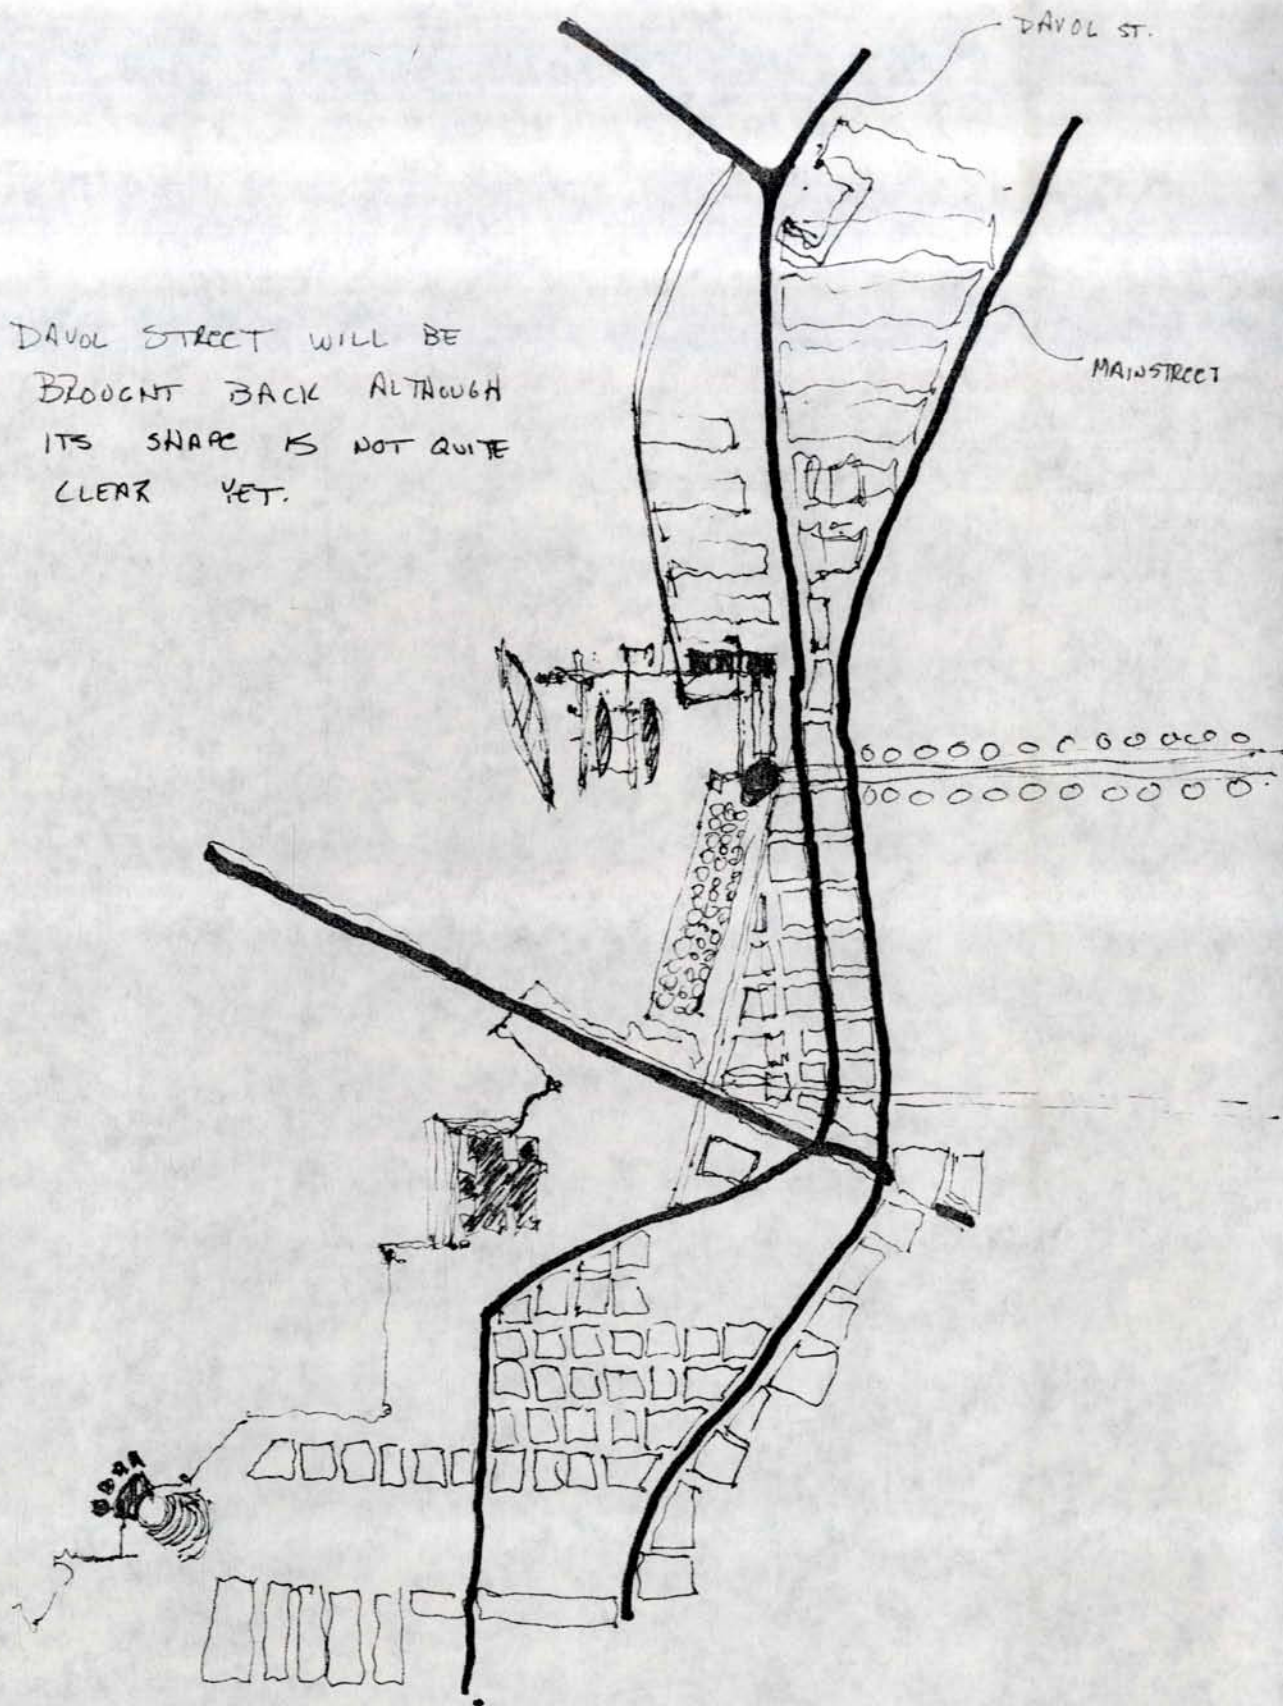 DAVOL ST.
DAVOL STREET WILL BE
BROUGHT BACK ALTHOUGH
ITS SHAPE IS NOT QUITE
CLEAR YET.
MAINSTREET